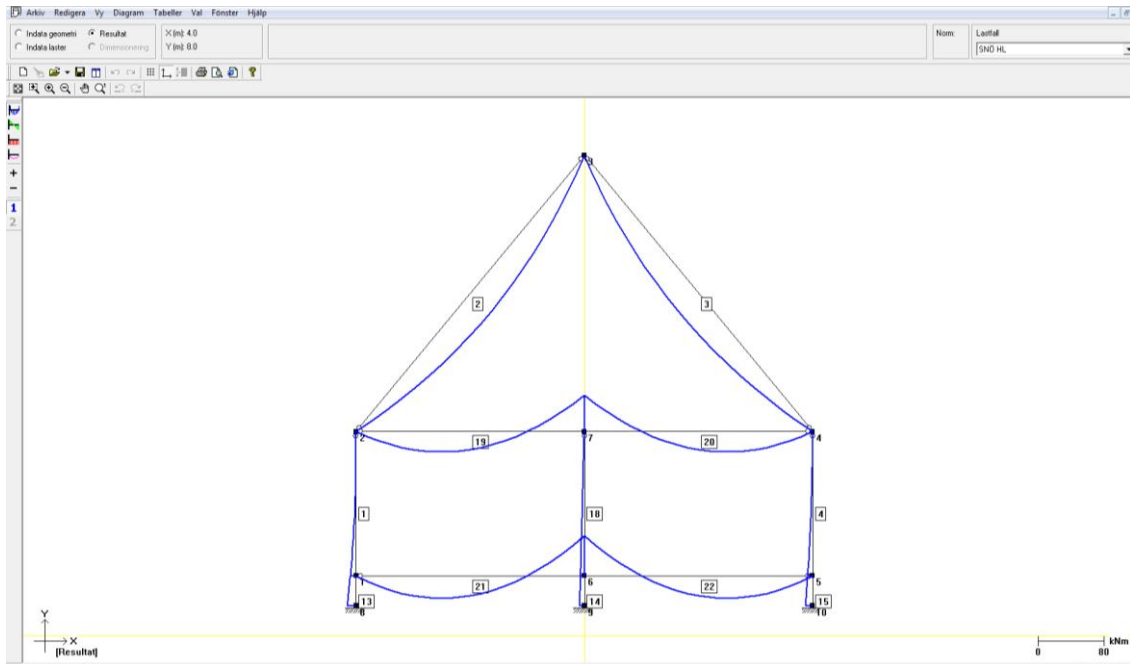 Arkiv Redigera Vy Diagram Tabeller Val Fönster Hjälp
Indata geometri Resultat X (m): 4.0 Norm: Lastfall
Indata laster Dimensionering Y (m): 8.0 SNÖ HL
1
2
3
2 3
2 19 20 4
7
1 18 4
1 21 22 5
6
13 14 15
8 9 10
Y
X
[Resultat]
kNm
0 80